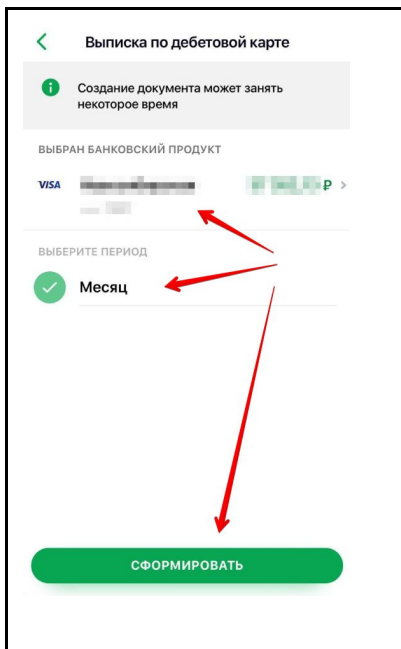 Выписка по дебетовой карте
Создание документа может занять
некоторое время
ВЫБРАН БАНКОВСКИЙ ПРОДУКТ
VISA ₽
ВЫБЕРИТЕ ПЕРИОД
Месяц
СФОРМИРОВАТЬ